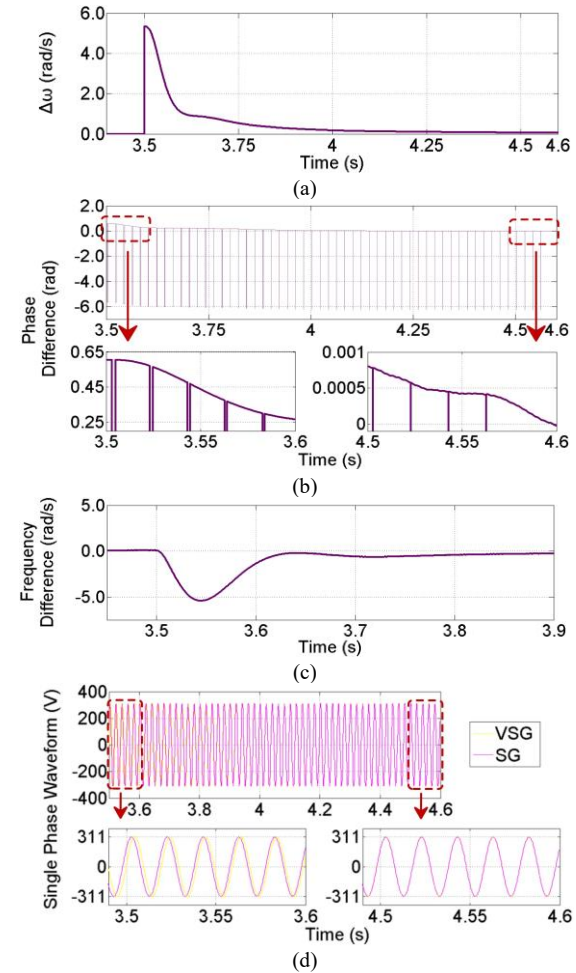 Δω (rad/s)
6.0
4.0
2.0
0.0
3.5 3.75 4 4.25 4.5 4.6
Time (s)
(a)
Phase
Difference (rad)
2.0
0.0
-2.0
-4.0
-6.0
3.5 3.75 4 4.25 4.5 4.6
0.65
0.45
0.25
3.5 3.55 3.6
0.001
0.0005
0
4.5 4.55 4.6
Time (s)
(b)
Frequency
Difference (rad/s)
5.0
0.0
-5.0
3.5 3.6 3.7 3.8 3.9
Time (s)
(c)
Single Phase Waveform (V)
400
200
0
-200
-400
3.6 3.8 4 4.2 4.4 4.6
VSG
SG
311
0
-311
3.5 3.55 3.6
311
0
-311
4.5 4.55 4.6
Time (s)
(d)